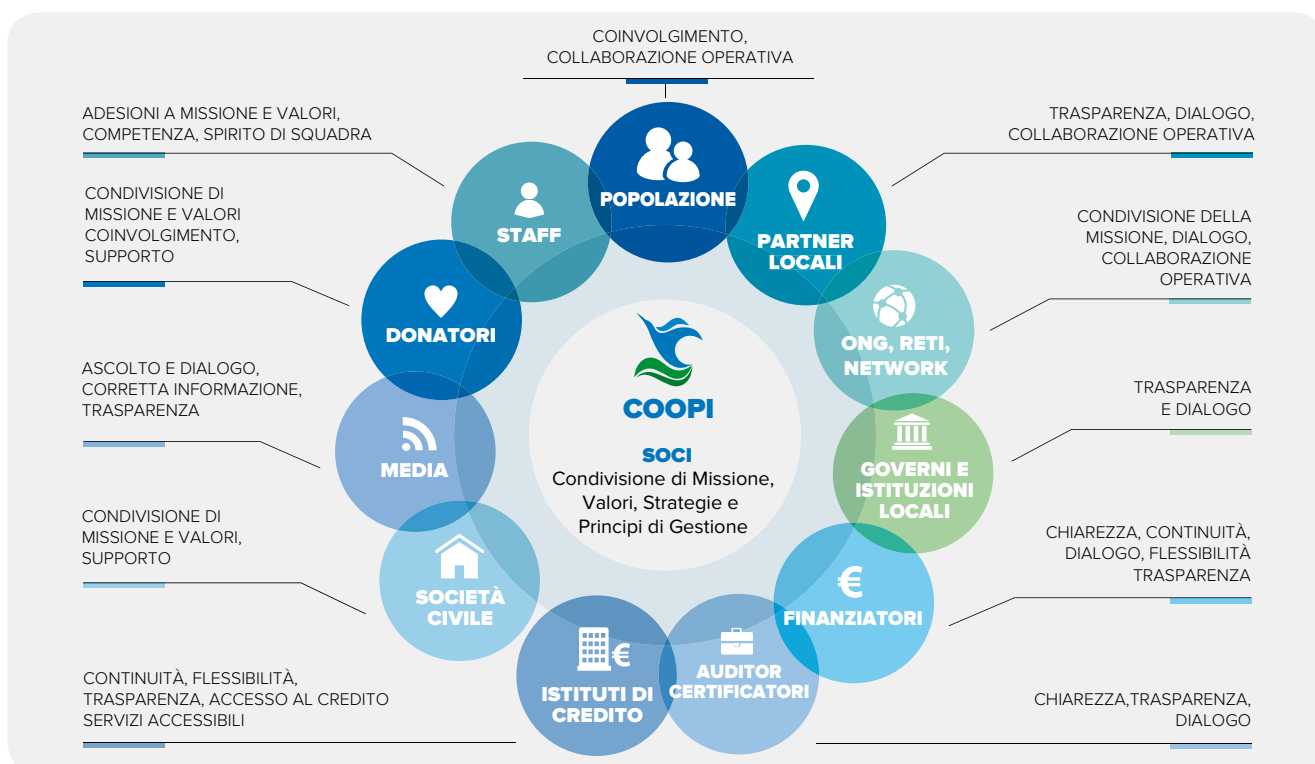 COINVOLGIMENTO,
COLLABORAZIONE OPERATIVA
ADESIONI A MISSIONE E VALORI,
COMPETENZA, SPIRITO DI SQUADRA
TRASPARENZA, DIALOGO,
COLLABORAZIONE OPERATIVA
CONDIVISIONE DI
MISSIONE E VALORI
COINVOLGIMENTO,
SUPPORTO
CONDIVISIONE DELLA
MISSIONE, DIALOGO,
COLLABORAZIONE
OPERATIVA
ASCOLTO E DIALOGO,
CORRETTA INFORMAZIONE,
TRASPARENZA
TRASPARENZA
E DIALOGO
CONDIVISIONE DI
MISSIONE E VALORI,
SUPPORTO
CHIAREZZA, CONTINUITÀ,
DIALOGO, FLESSIBILITÀ
TRASPARENZA
CONTINUITÀ, FLESSIBILITÀ,
TRASPARENZA, ACCESSO AL CREDITO
SERVIZI ACCESSIBILI
CHIAREZZA,TRASPARENZA,
DIALOGO
POPOLAZIONE
STAFF
PARTNER
LOCALI
DONATORI
ONG, RETI,
NETWORK
MEDIA
GOVERNI E
ISTITUZIONI
LOCALI
SOCIETÀ
CIVILE
€
FINANZIATORI
€
ISTITUTI DI
CREDITO
AUDITOR
CERTIFICATORI
COOPI
SOCI
Condivisione di Missione,
Valori, Strategie e
Principi di Gestione